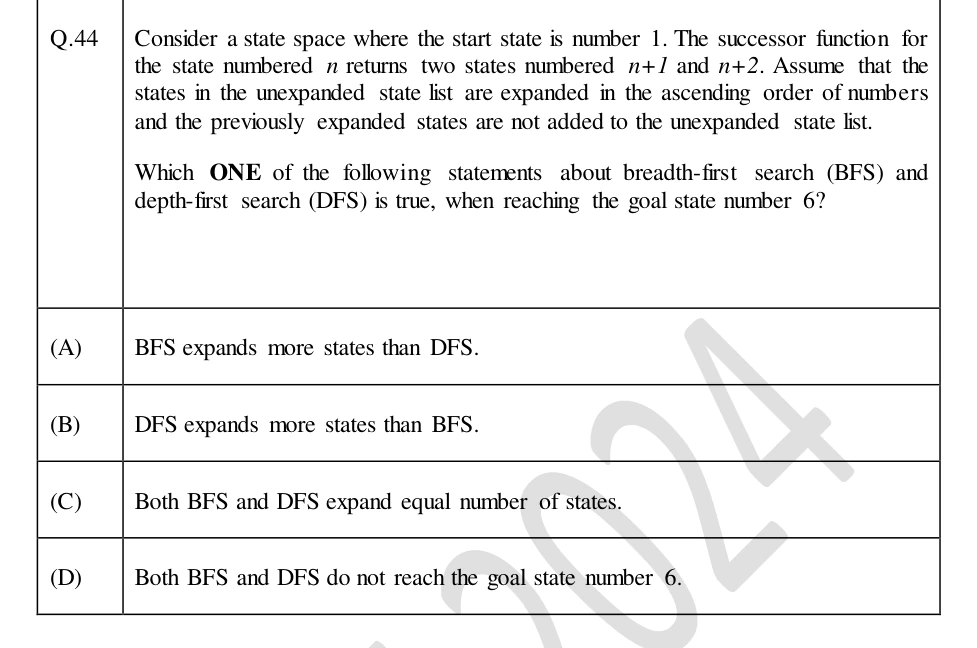 Q.44 Consider a state space where the start state is number 1. The successor function for
the state numbered n returns two states numbered n+1 and n+2. Assume that the
states in the unexpanded state list are expanded in the ascending order of numbers
and the previously expanded states are not added to the unexpanded state list.
Which ONE of the following statements about breadth-first search (BFS) and
depth-first search (DFS) is true, when reaching the goal state number 6?
(A) BFS expands more states than DFS.
(B) DFS expands more states than BFS.
(C) Both BFS and DFS expand equal number of states.
(D) Both BFS and DFS do not reach the goal state number 6.
2024